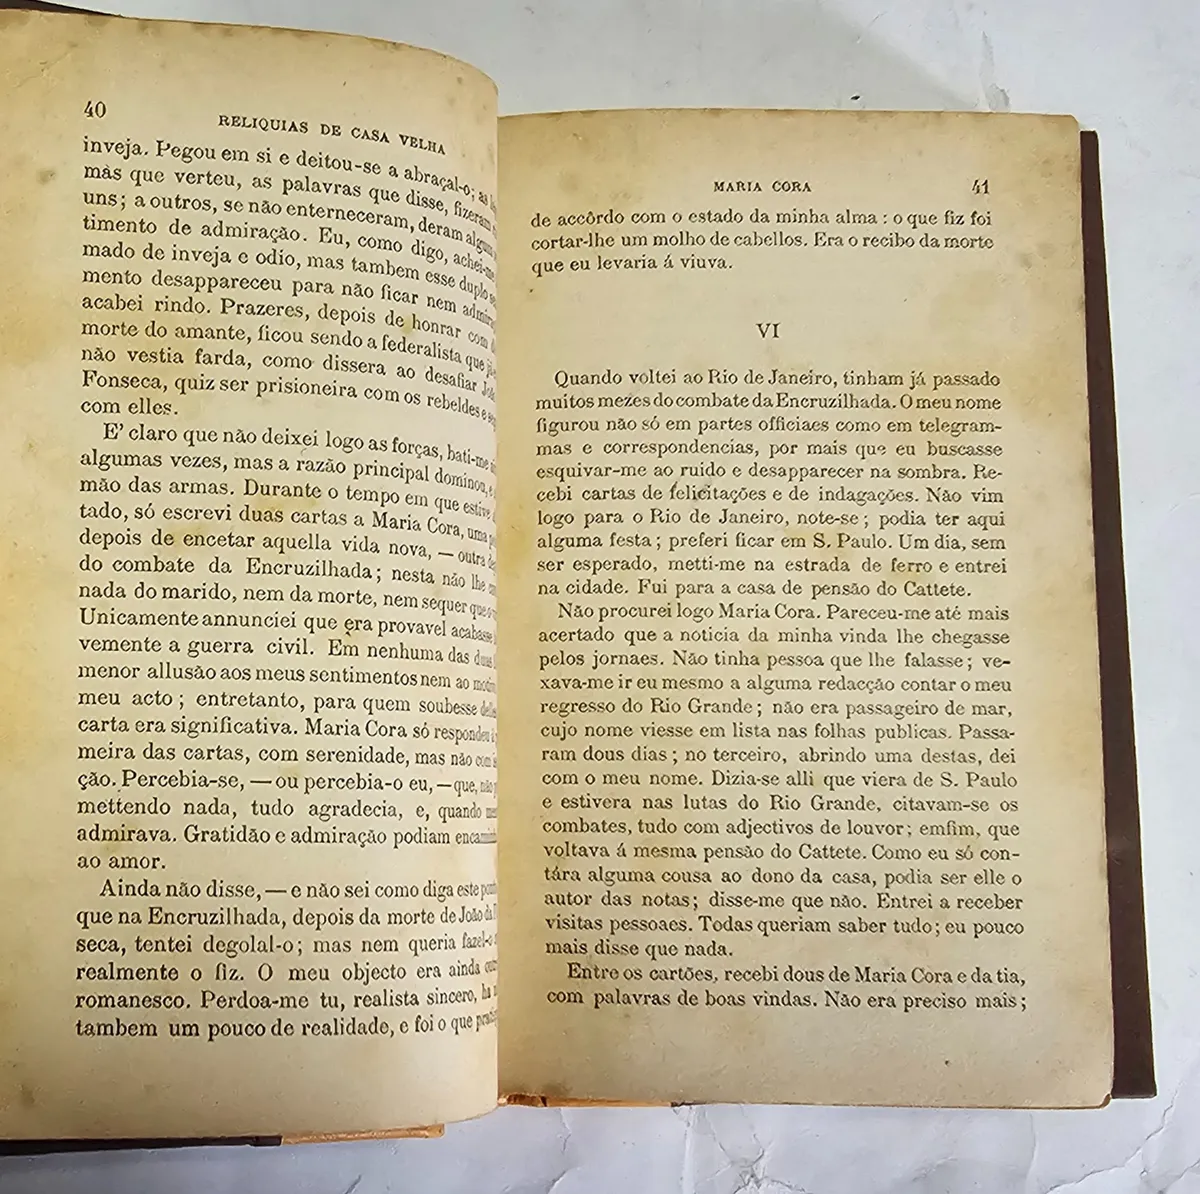 40
RELIQUIAS DE CASA VELHA
inveja. Pegou em si e deitou-se a abraçal-o; as
màs que verteu, as palavras que disse, fizeram
uns; a outros, se não enterneceram, deram algum
timento de admiração. Eu, como digo, achei-me
mado de inveja e odio, mas tambem esse duplo
mento desappareceu para não ficar nem
acabei rindo. Prazeres, depois de honrar com
morte do amante, ficou sendo a federalista que já
não vestia farda, como dissera ao desafiar João
Fonseca, quiz ser prisioneira com os rebeldes e
com elles.
E' claro que não deixei logo as forças, bati-me
algumas vezes, mas a razão principal dominou, e
mão das armas. Durante o tempo em que estive
tado, só escrevi duas cartas a Maria Cora, uma
depois de encetar aquella vida nova, — outra
do combate da Encruzilhada; nesta não lhe
nada do marido, nem da morte, nem sequer que o
Unicamente annunciei que era provavel acabasse
vemente a guerra civil. Em nenhuma das duas
menor allusão aos meus sentimentos nem ao
meu acto; entretanto, para quem soubesse
carta era significativa. Maria Cora só respondeu á
meira das cartas, com serenidade, mas não com
ção. Percebia-se, — ou percebia-o eu, — que, não
mettendo nada, tudo agradecia, e, quando
admirava. Gratidão e admiração podiam
ao amor.
Ainda não disse, — e não sei como diga este ponto
que na Encruzilhada, depois da morte de João da
seca, tentei degolal-o; mas nem queria fazel-o
realmente o fiz. O meu objecto era ainda
romanesco. Perdoa-me tu, realista sincero, ha
tambem um pouco de realidade, e foi o que
MARIA CORA
41
de accôrdo com o estado da minha alma : o que fiz foi
cortar-lhe um molho de cabellos. Era o recibo da morte
que eu levaria á viuva.
VI
Quando voltei ao Rio de Janeiro, tinham já passado
muitos mezes do combate da Encruzilhada. O meu nome
figurou não só em partes officiaes como em telegram-
mas e correspondencias, por mais que eu buscasse
esquivar-me ao ruido e desapparecer na sombra. Re-
cebi cartas de felicitações e de indagações. Não vim
logo para o Rio de Janeiro, note-se; podia ter aqui
alguma festa; preferi ficar em S. Paulo. Um dia, sem
ser esperado, metti-me na estrada de ferro e entrei
na cidade. Fui para a casa de pensão do Cattete.
Não procurei logo Maria Cora. Pareceu-me até mais
acertado que a noticia da minha vinda lhe chegasse
pelos jornaes. Não tinha pessoa que lhe falasse; ve-
xava-me ir eu mesmo a alguma redacção contar o meu
regresso do Rio Grande; não era passageiro de mar,
cujo nome viesse em lista nas folhas publicas. Passa-
ram dous dias; no terceiro, abrindo uma destas, dei
com o meu nome. Dizia-se alli que viera de S. Paulo
e estivera nas lutas do Rio Grande, citavam-se os
combates, tudo com adjectivos de louvor; emfim, que
voltava á mesma pensão do Cattete. Como eu só con-
tára alguma cousa ao dono da casa, podia ser elle o
autor das notas; disse-me que não. Entrei a receber
visitas pessoaes. Todas queriam saber tudo; eu pouco
mais disse que nada.
Entre os cartões, recebi dous de Maria Cora e da tia,
com palavras de boas vindas. Não era preciso mais;